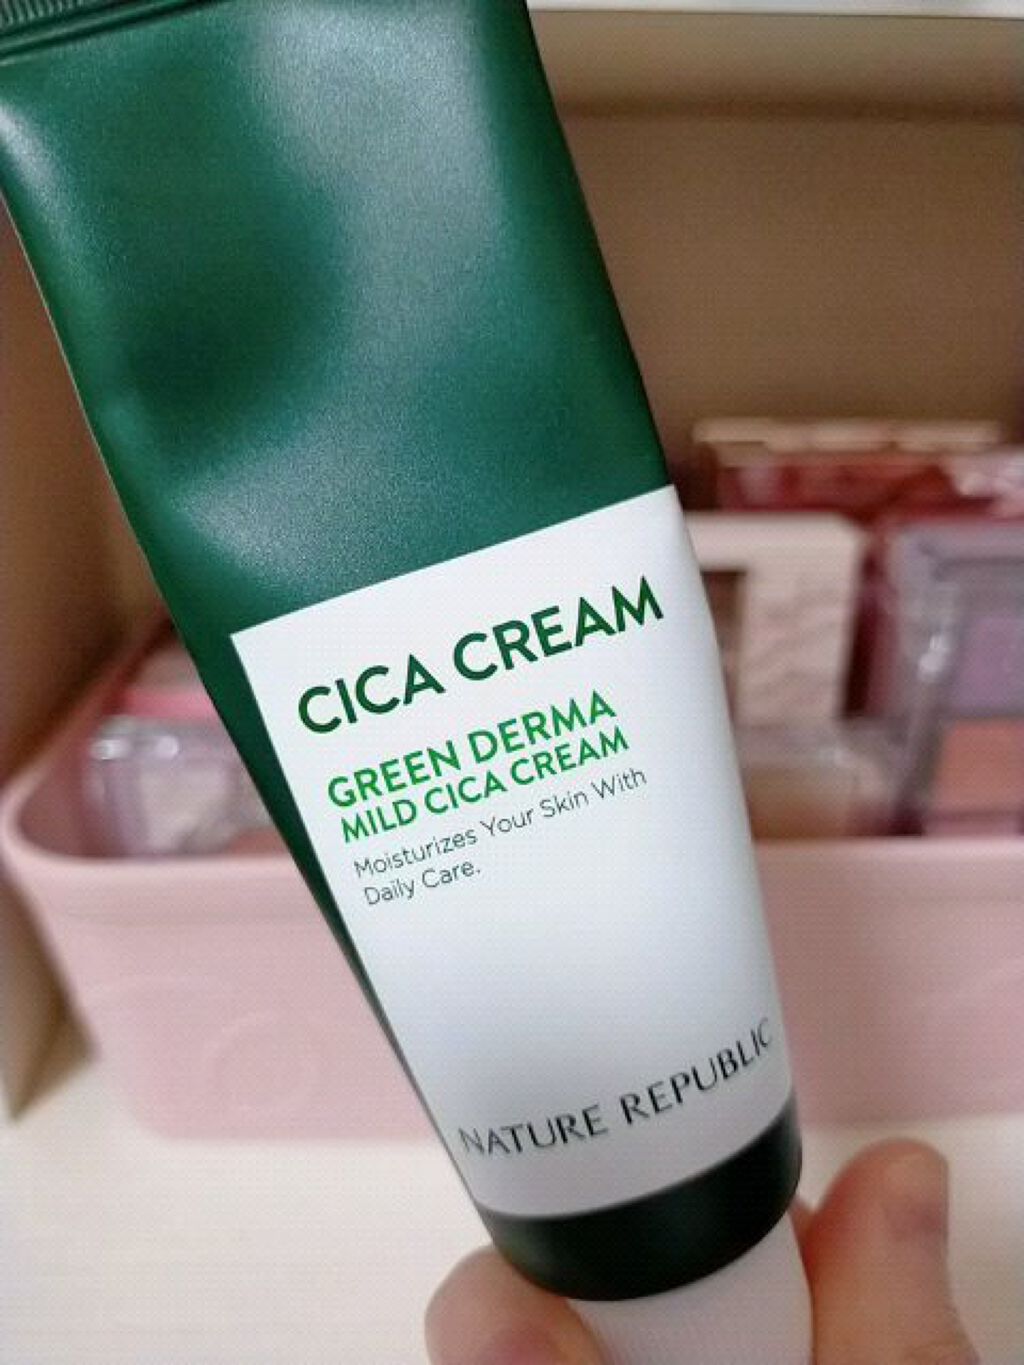 CICA CREAM
GREEN DERMA
MILD CICA CREAM
Moisturizes Your Skin With
Daily Care.
NATURE REPUBLIC